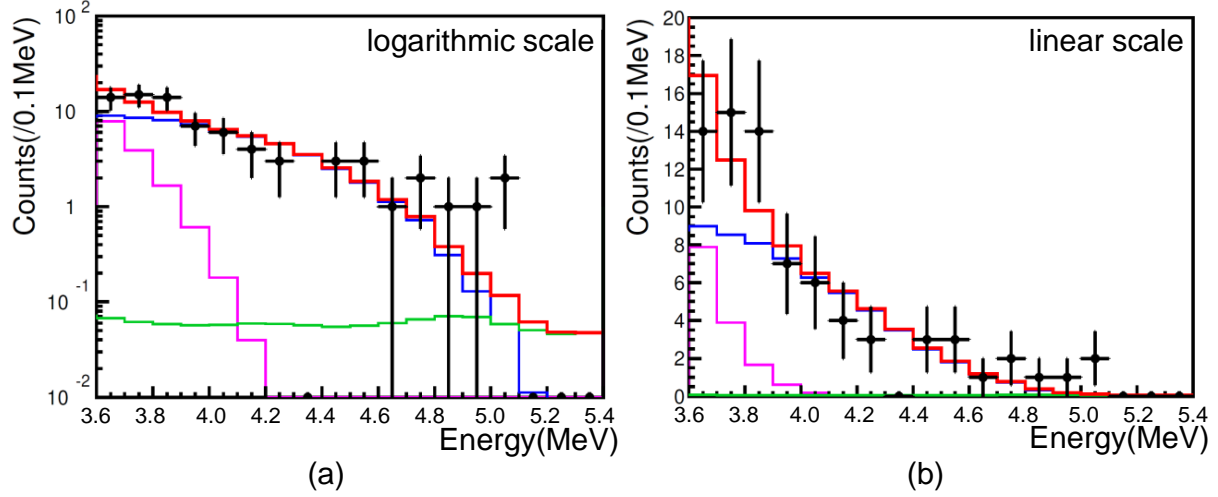 logarithmic scale
Counts(/0.1MeV)
10²
10
1
10⁻¹
10⁻²
3.6 3.8 4.0 4.2 4.4 4.6 4.8 5.0 5.2 5.4
Energy(MeV)
(a)
linear scale
Counts(/0.1MeV)
20
18
16
14
12
10
8
6
4
2
0
3.6 3.8 4.0 4.2 4.4 4.6 4.8 5.0 5.2 5.4
Energy(MeV)
(b)